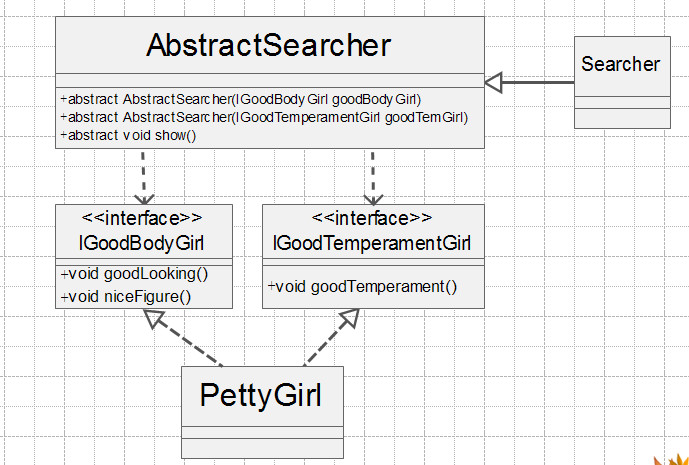 AbstractSearcher
+abstract AbstractSearcher(IGoodBodyGirl goodBodyGirl)
+abstract AbstractSearcher(IGoodTemperamentGirl goodTemGirl)
+abstract void show()
Searcher
<<interface>>
IGoodBodyGirl
+void goodLooking()
+void niceFigure()
<<interface>>
IGoodTemperamentGirl
+void goodTemperament()
PettyGirl